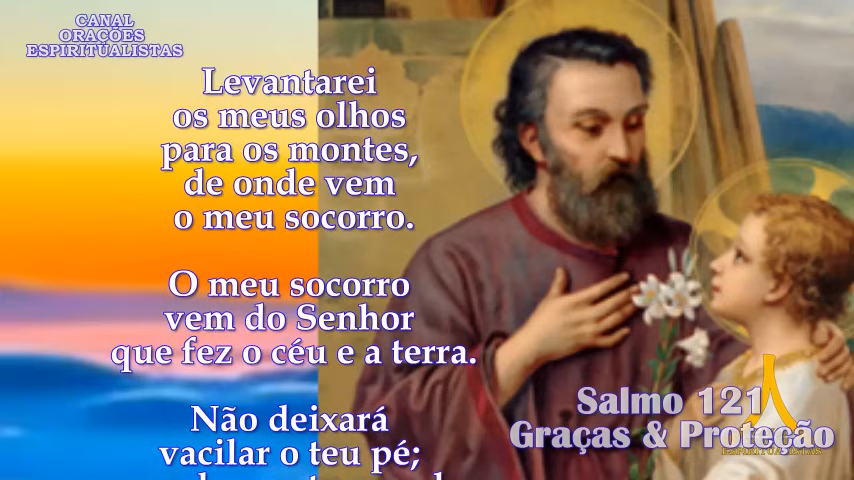 CANAL
ORAÇÕES
ESPIRITUALISTAS
Levantarei
os meus olhos
para os montes,
de onde vem
o meu socorro.
O meu socorro
vem do Senhor
que fez o céu e a terra.
Não deixará
vacilar o teu pé;
Salmo 121
Graças & Proteção